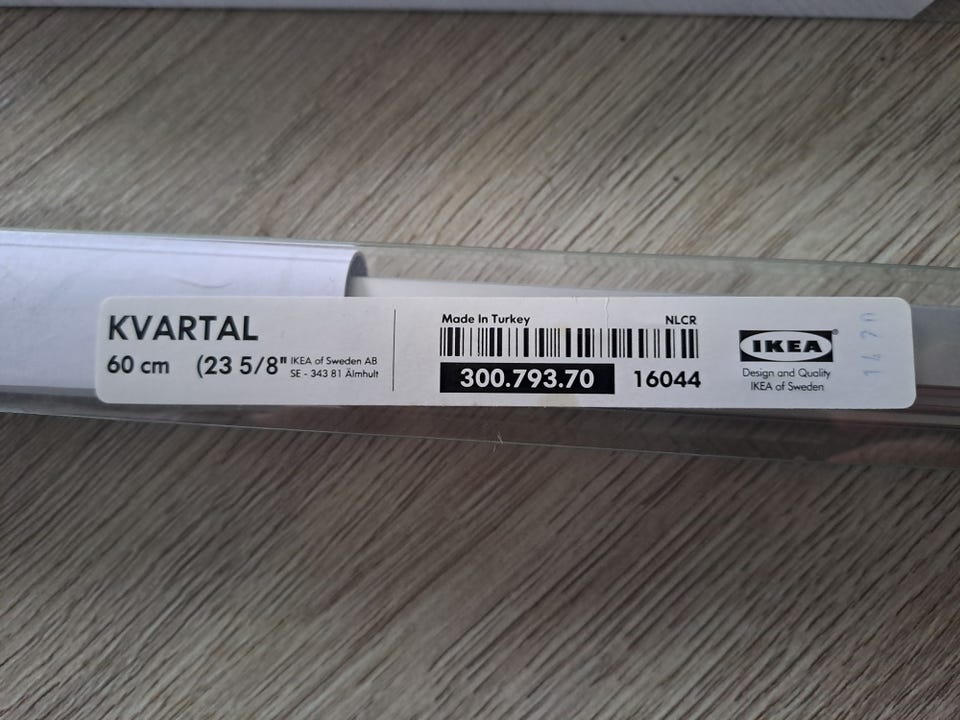 KVARTAL
60 cm (23 5/8"
IKEA of Sweden AB
SE - 343 81 Älmhult
Made In Turkey NLCR
300.793.70 16044
IKEA®
Design and Quality
IKEA of Sweden